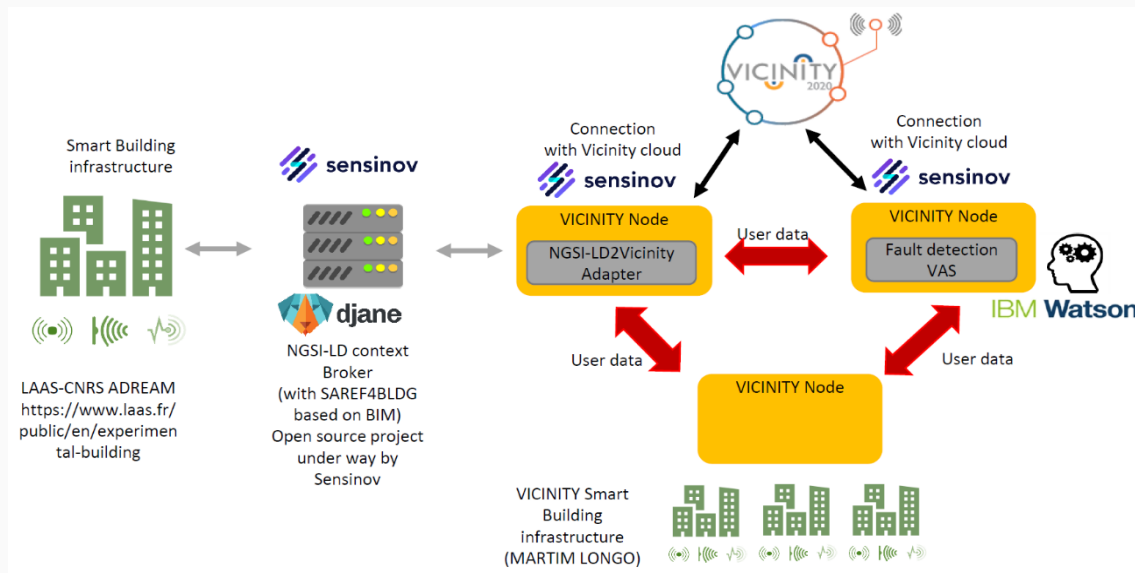 VICINITY
2020
Smart Building
infrastructure
sensinov
Connection
with Vicinity cloud
sensinov
Connection
with Vicinity cloud
sensinov
VICINITY Node
NGSI-LD2Vicinity
Adapter
User data
VICINITY Node
Fault detection
VAS
IBM Watson
djane
NGSI-LD context
Broker
(with SAREF4BLDG
based on BIM)
Open source project
under way by
Sensinov
LAAS-CNRS ADREAM
https://www.laas.fr/
public/en/experimen
tal-building
User data
User data
VICINITY Node
VICINITY Smart
Building
infrastructure
(MARTIM LONGO)